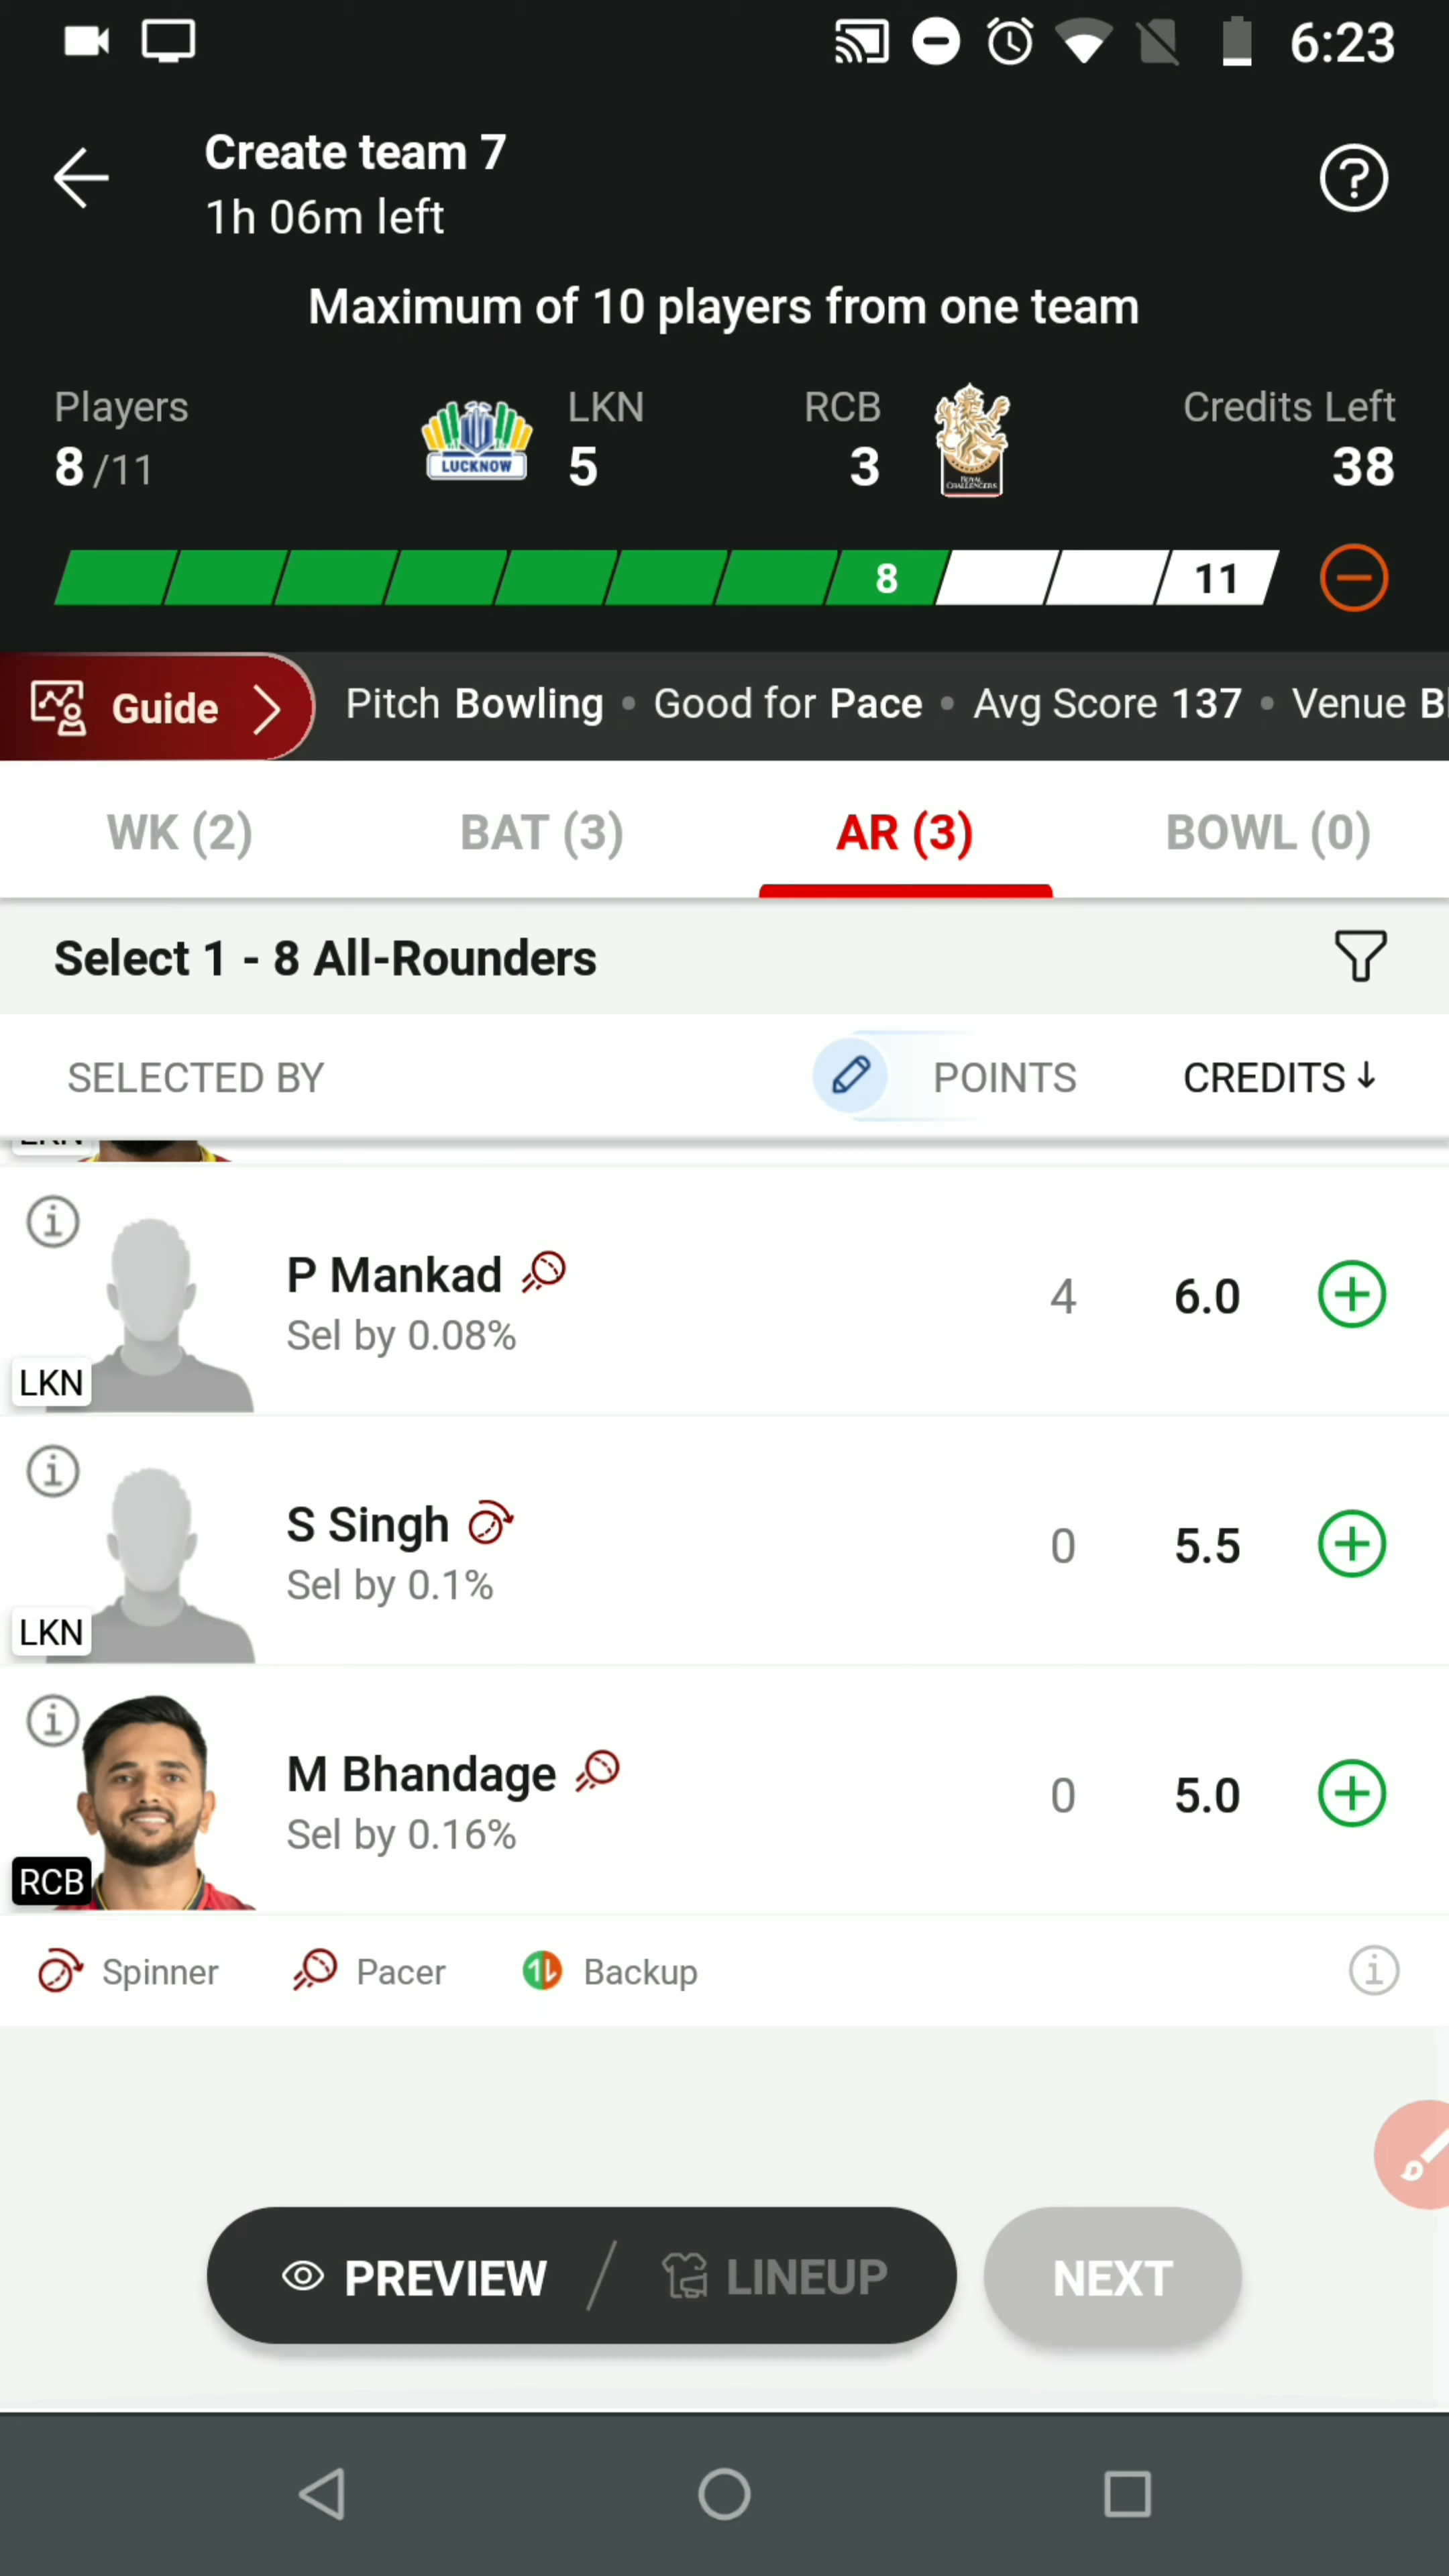 6:23
Create team 7
1h 06m left
Maximum of 10 players from one team
Players
8 /11
LUCKNOW
LKN
5
RCB
3
ROYAL
CHALLENGERS
Credits Left
38
8
11
Guide
Pitch Bowling • Good for Pace • Avg Score 137 • Venue B
WK (2)
BAT (3)
AR (3)
BOWL (0)
Select 1 - 8 All-Rounders
SELECTED BY
POINTS
CREDITS ↓
LKN
P Mankad
Sel by 0.08%
LKN
4
6.0
S Singh
Sel by 0.1%
LKN
0
5.5
M Bhandage
Sel by 0.16%
RCB
0
5.0
Spinner
Pacer
Backup
PREVIEW / LINEUP
NEXT